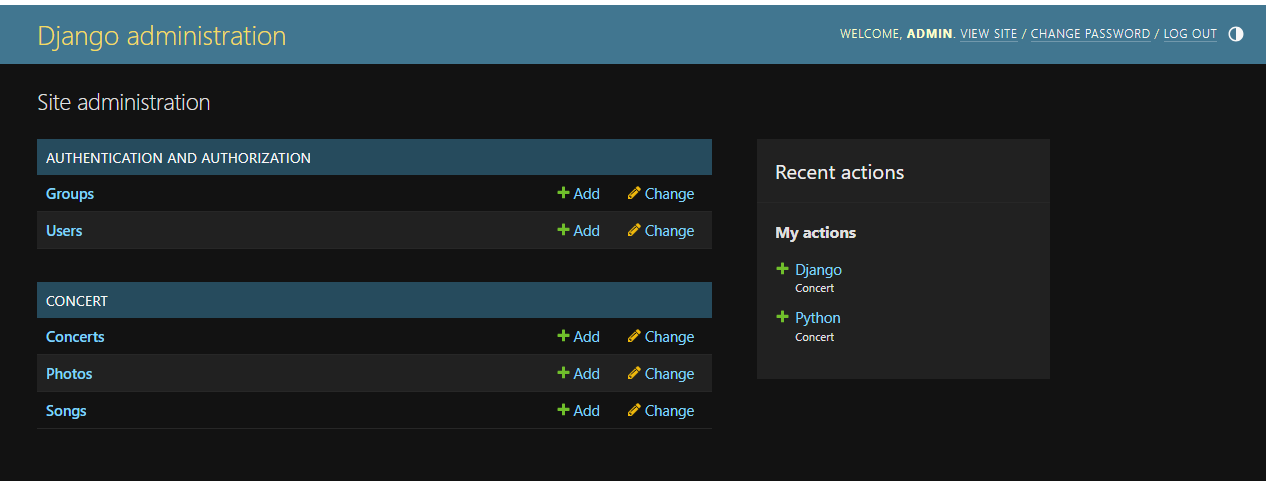 Django administration
WELCOME, ADMIN. VIEW SITE / CHANGE PASSWORD / LOG OUT
Site administration
AUTHENTICATION AND AUTHORIZATION
Groups Add Change
Users Add Change
CONCERT
Concerts Add Change
Photos Add Change
Songs Add Change
Recent actions
My actions
Django
Concert
Python
Concert